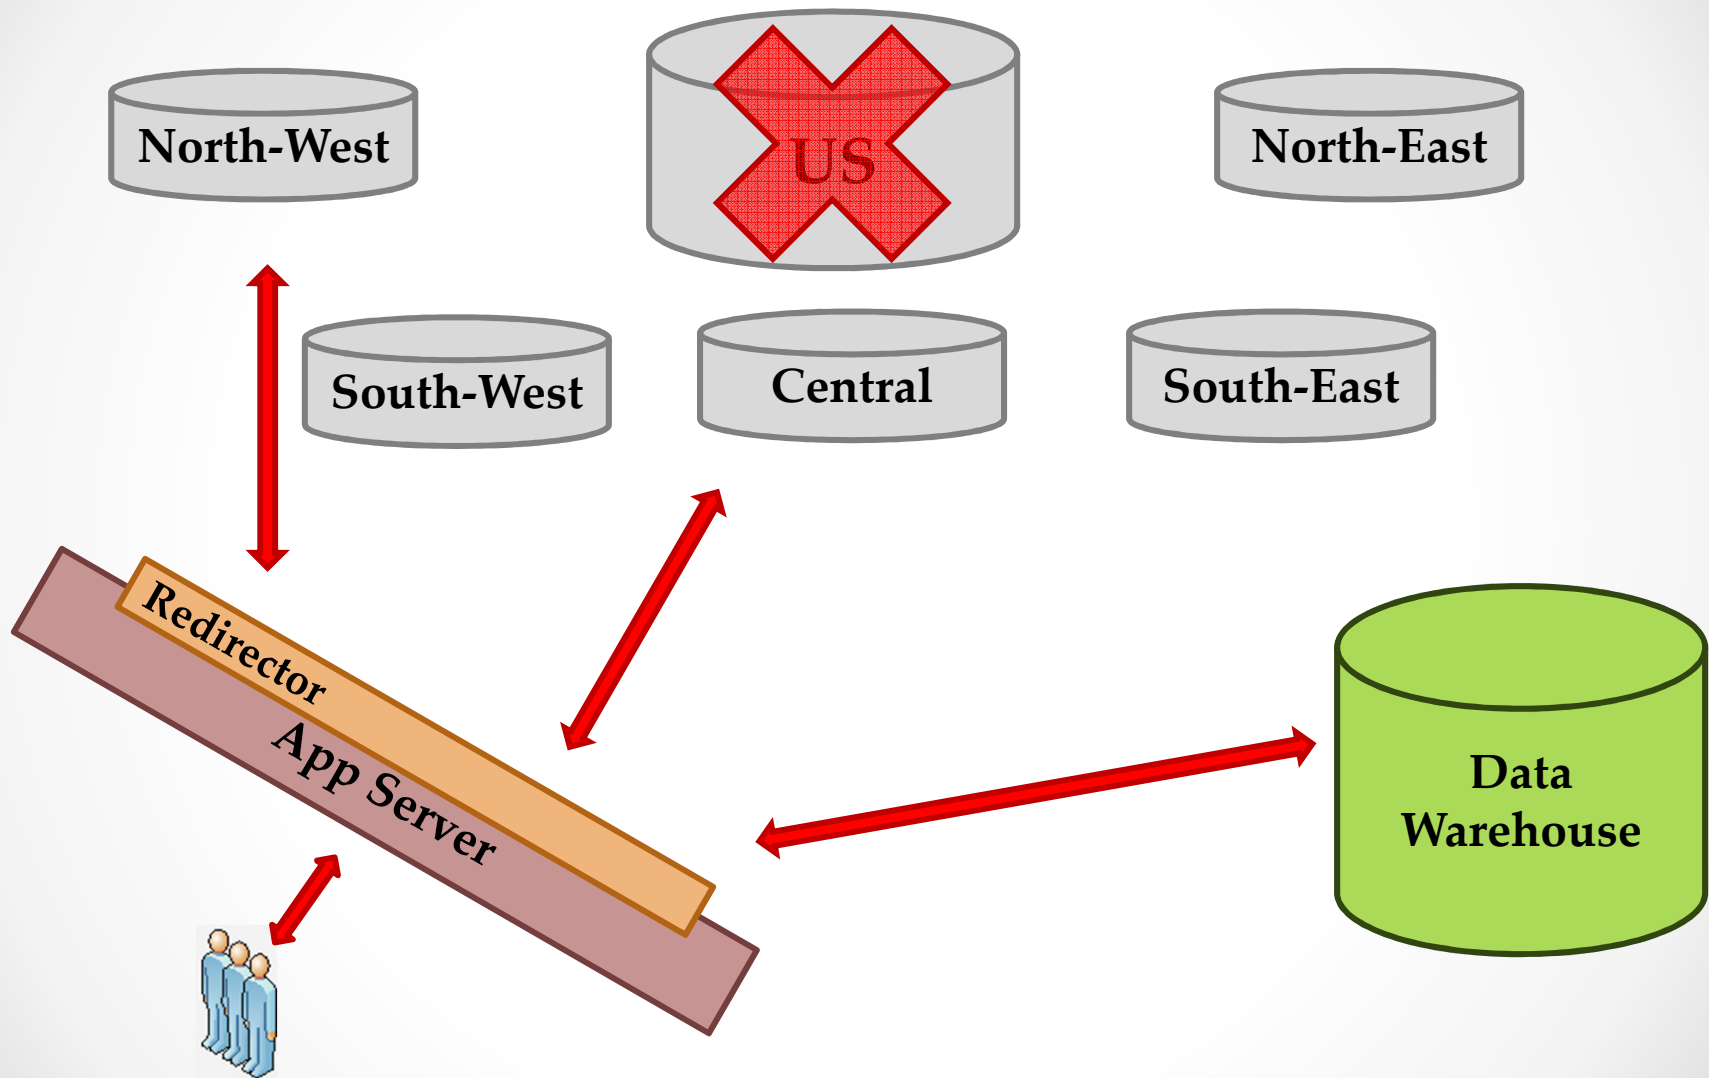 North-West
US
North-East
South-West
Central
South-East
Redirector
App Server
Data
Warehouse